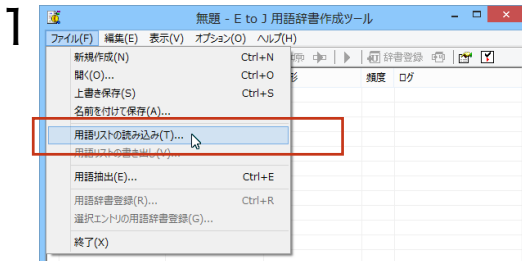 1
無題 - E to J 用語辞書作成ツール
ファイル(F) 編集(E) 表示(V) オプション(O) ヘルプ(H)
新規作成(N) Ctrl+N
辞書登録
開く(O)... Ctrl+O
頻度 ログ
上書き保存(S) Ctrl+S
名前を付けて保存(A)...
用語リストの読み込み(T)...
用語リストの書き出し(V)...
用語抽出(E)... Ctrl+E
用語辞書登録(R)... Ctrl+R
選択エントリの用語辞書登録(G)...
終了(X)